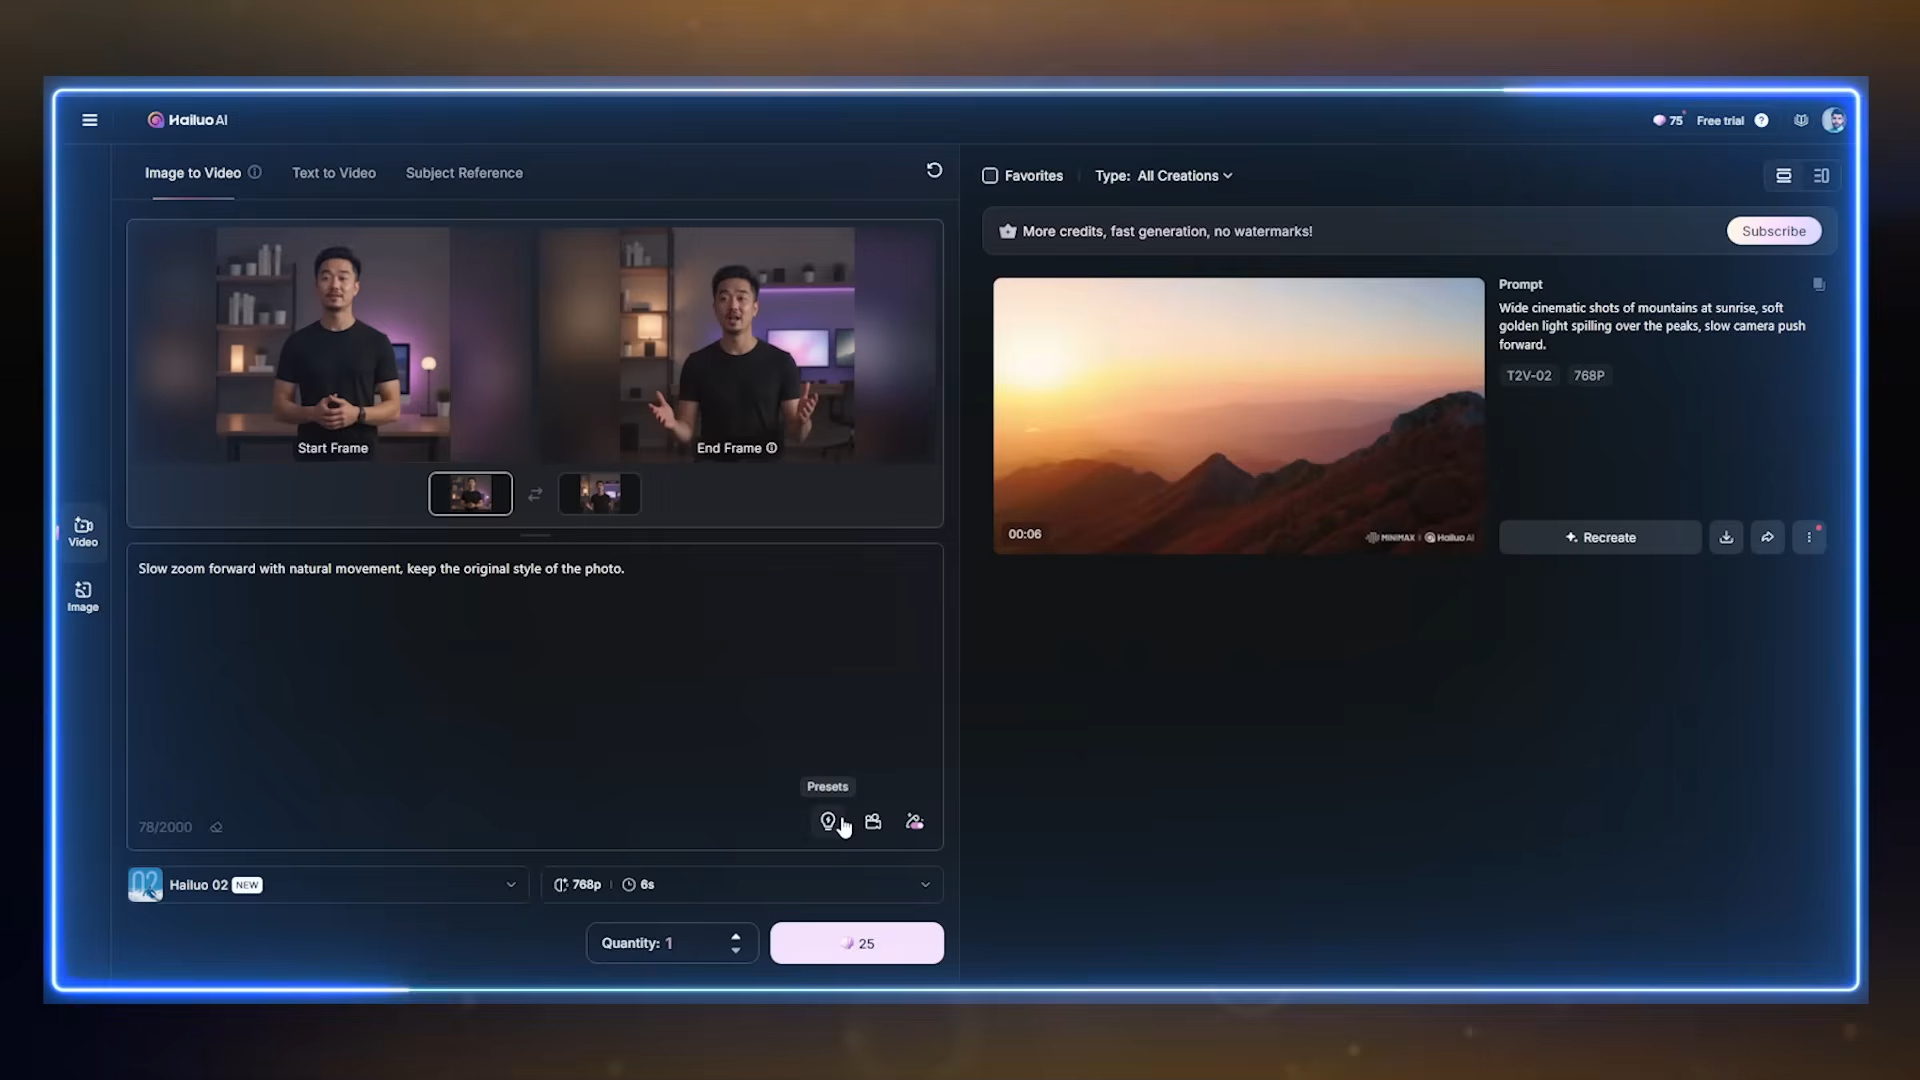 Hailuo AI
75
Free trial
Image to Video
Text to Video
Subject Reference
Start Frame
End Frame
Video
Image
Slow zoom forward with natural movement, keep the original style of the photo.
Presets
78/2000
02
Hailuo 02 NEW
768p
6s
Quantity: 1
25
Favorites
Type: All Creations
More credits, fast generation, no watermarks!
Subscribe
00:06
MINIMAX | Hailuo AI
Prompt
Wide cinematic shots of mountains at sunrise, soft
golden light spilling over the peaks, slow camera push
forward.
T2V-02
768P
Recreate